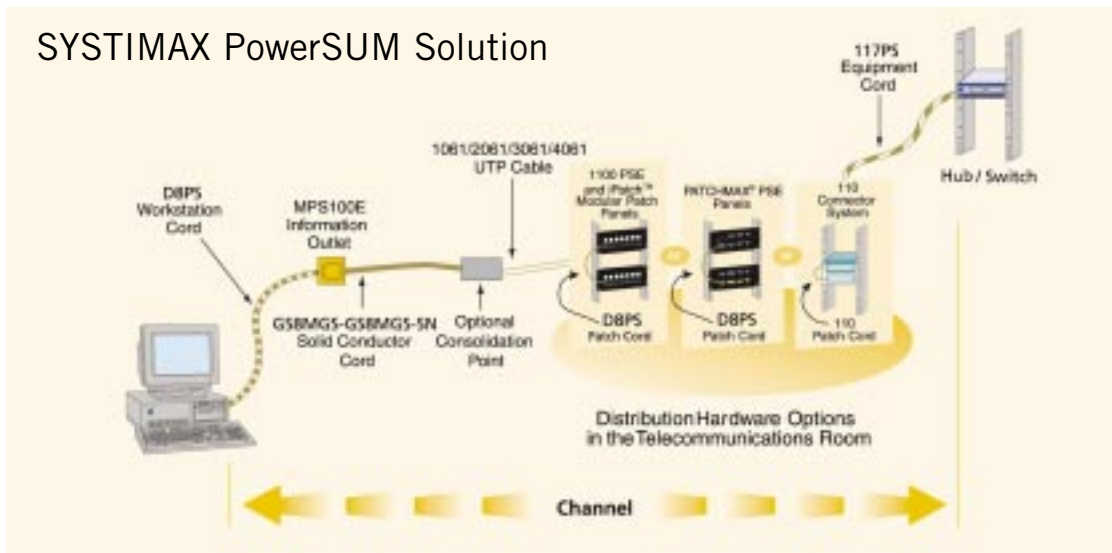 SYSTIMAX PowerSUM Solution
117PS
Equipment
Cord
Hub / Switch
1061/2061/3061/4061
UTP Cable
1100 PSE
and iPatch™
Modular Patch
Panels
PATCHMAX® PSE
Panels
110
Connector
System
D8PS
Workstation
Cord
MPS100E
Information
Outlet
or
or
GS8MGS-GS8MGS-SN
Solid Conductor
Cord
Optional
Consolidation
Point
D8PS
Patch Cord
D8PS
Patch Cord
110
Patch Cord
Distribution Hardware Options
in the Telecommunications Room
Channel